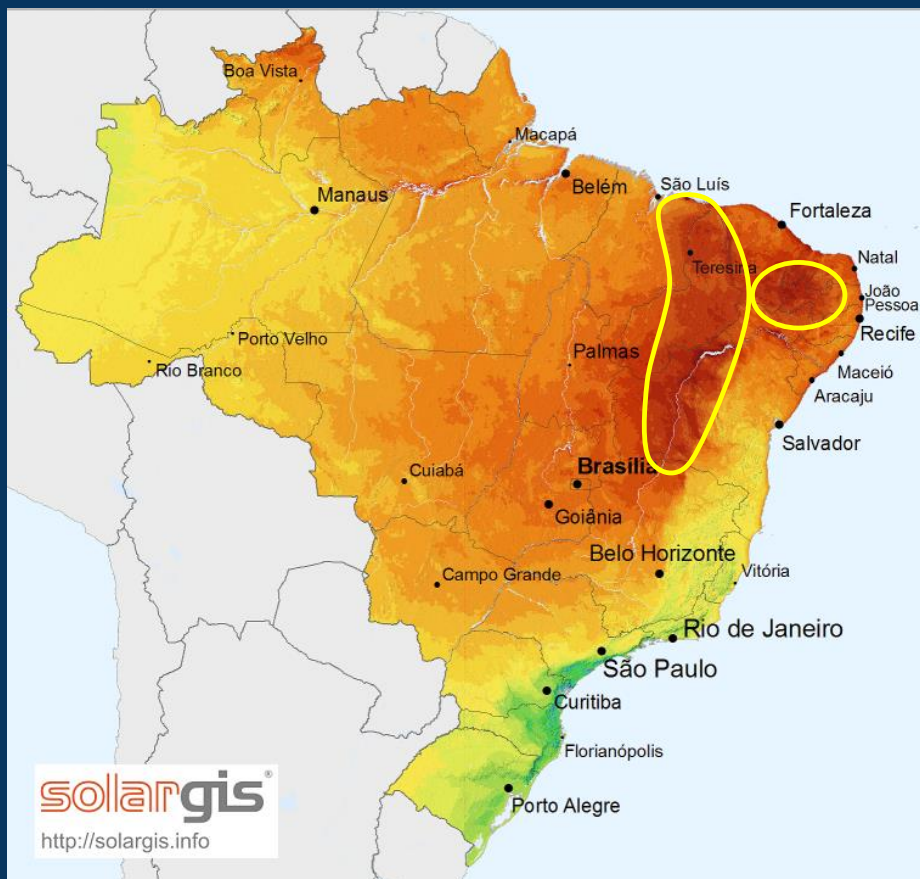 Boa Vista
Macapá
Belém
São Luís
Manaus
Fortaleza
Teresina
Natal
João
Pessoa
Recife
Porto Velho
Palmas
Rio Branco
Maceió
Aracaju
Salvador
Brasília
Cuiabá
Goiânia
Belo Horizonte
Campo Grande
Vitória
Rio de Janeiro
São Paulo
Curitiba
Florianópolis
solargis®
Porto Alegre
http://solargis.info